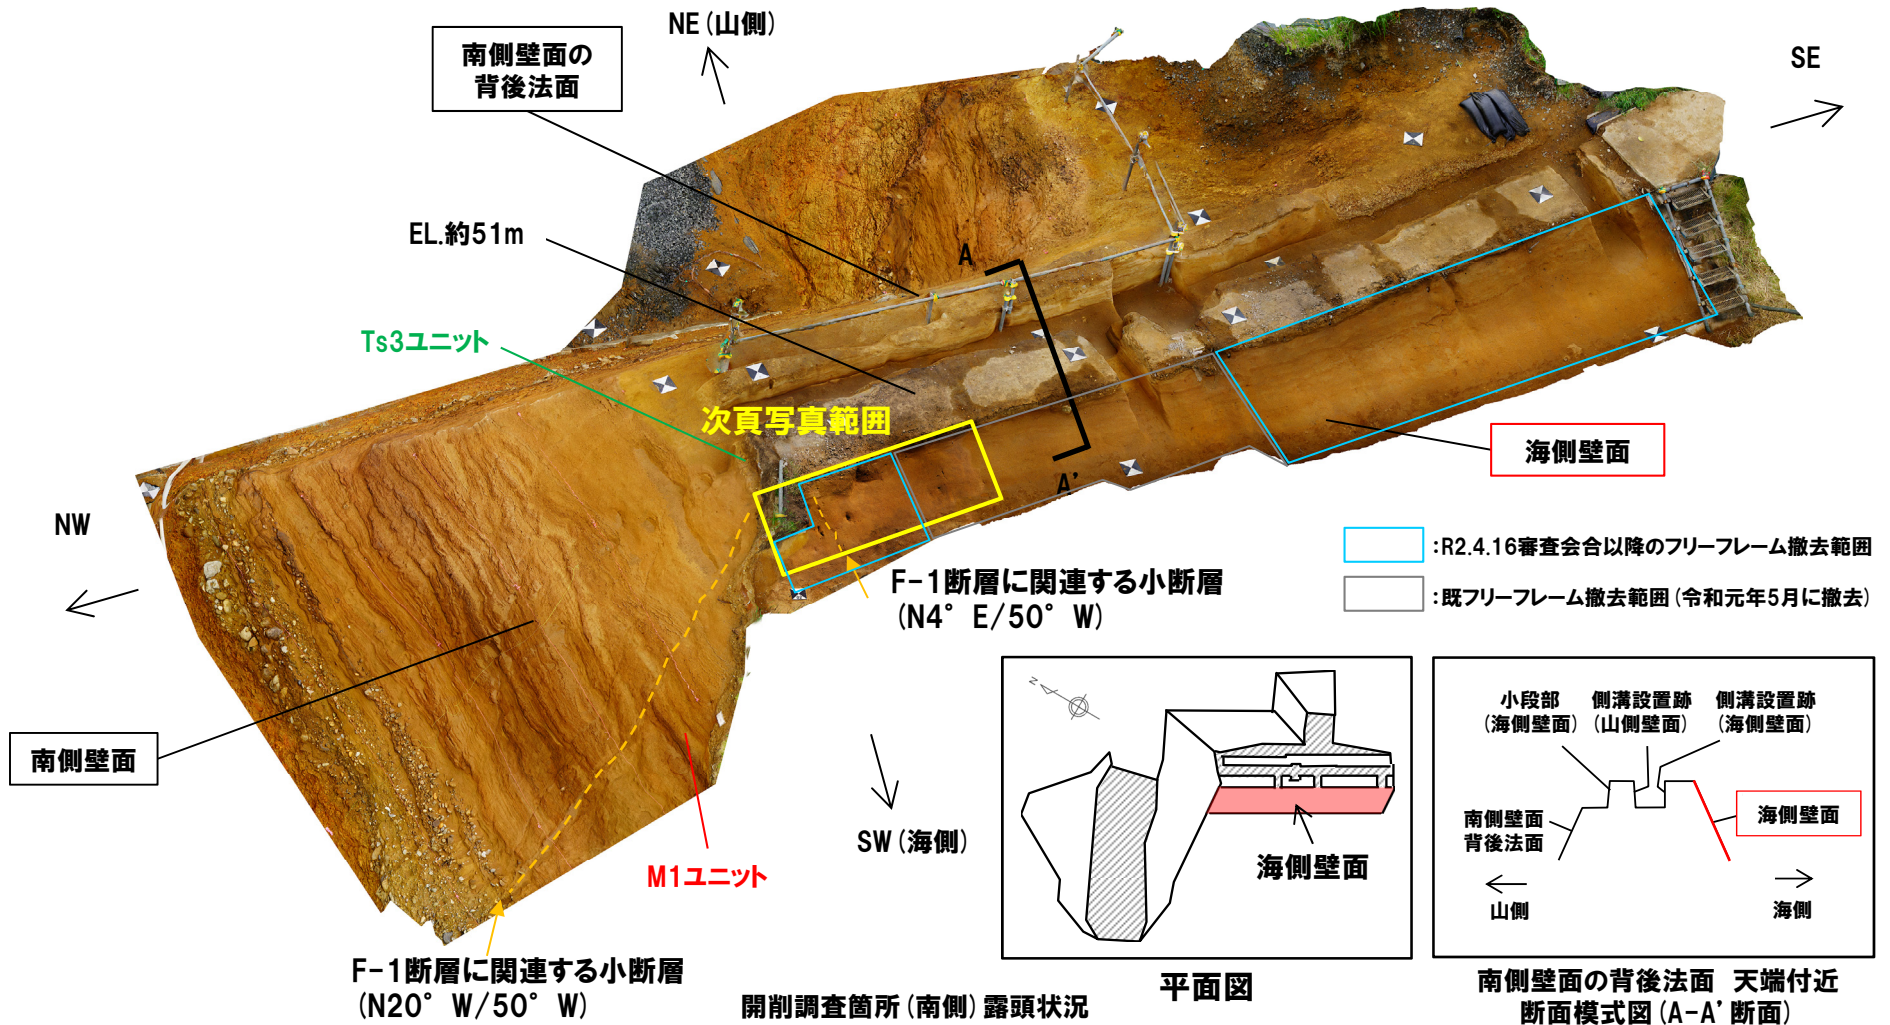 NE(山側)
南側壁面の
背後法面
SE
EL.約51m
A
Ts3ユニット
次頁写真範囲
海側壁面
A'
NW
:R2.4.16審査会合以降のフリーフレーム撤去範囲
:既フリーフレーム撤去範囲(令和元年5月に撤去)
F-1断層に関連する小断層
(N4°E/50°W)
南側壁面
SW(海側)
M1ユニット
F-1断層に関連する小断層
(N20°W/50°W)
開削調査箇所(南側)露頭状況
N
海側壁面
平面図
小段部
(海側壁面)
側溝設置跡
(山側壁面)
側溝設置跡
(海側壁面)
南側壁面
背後法面
海側壁面
山側
海側
南側壁面の背後法面 天端付近
断面模式図(A-A'断面)